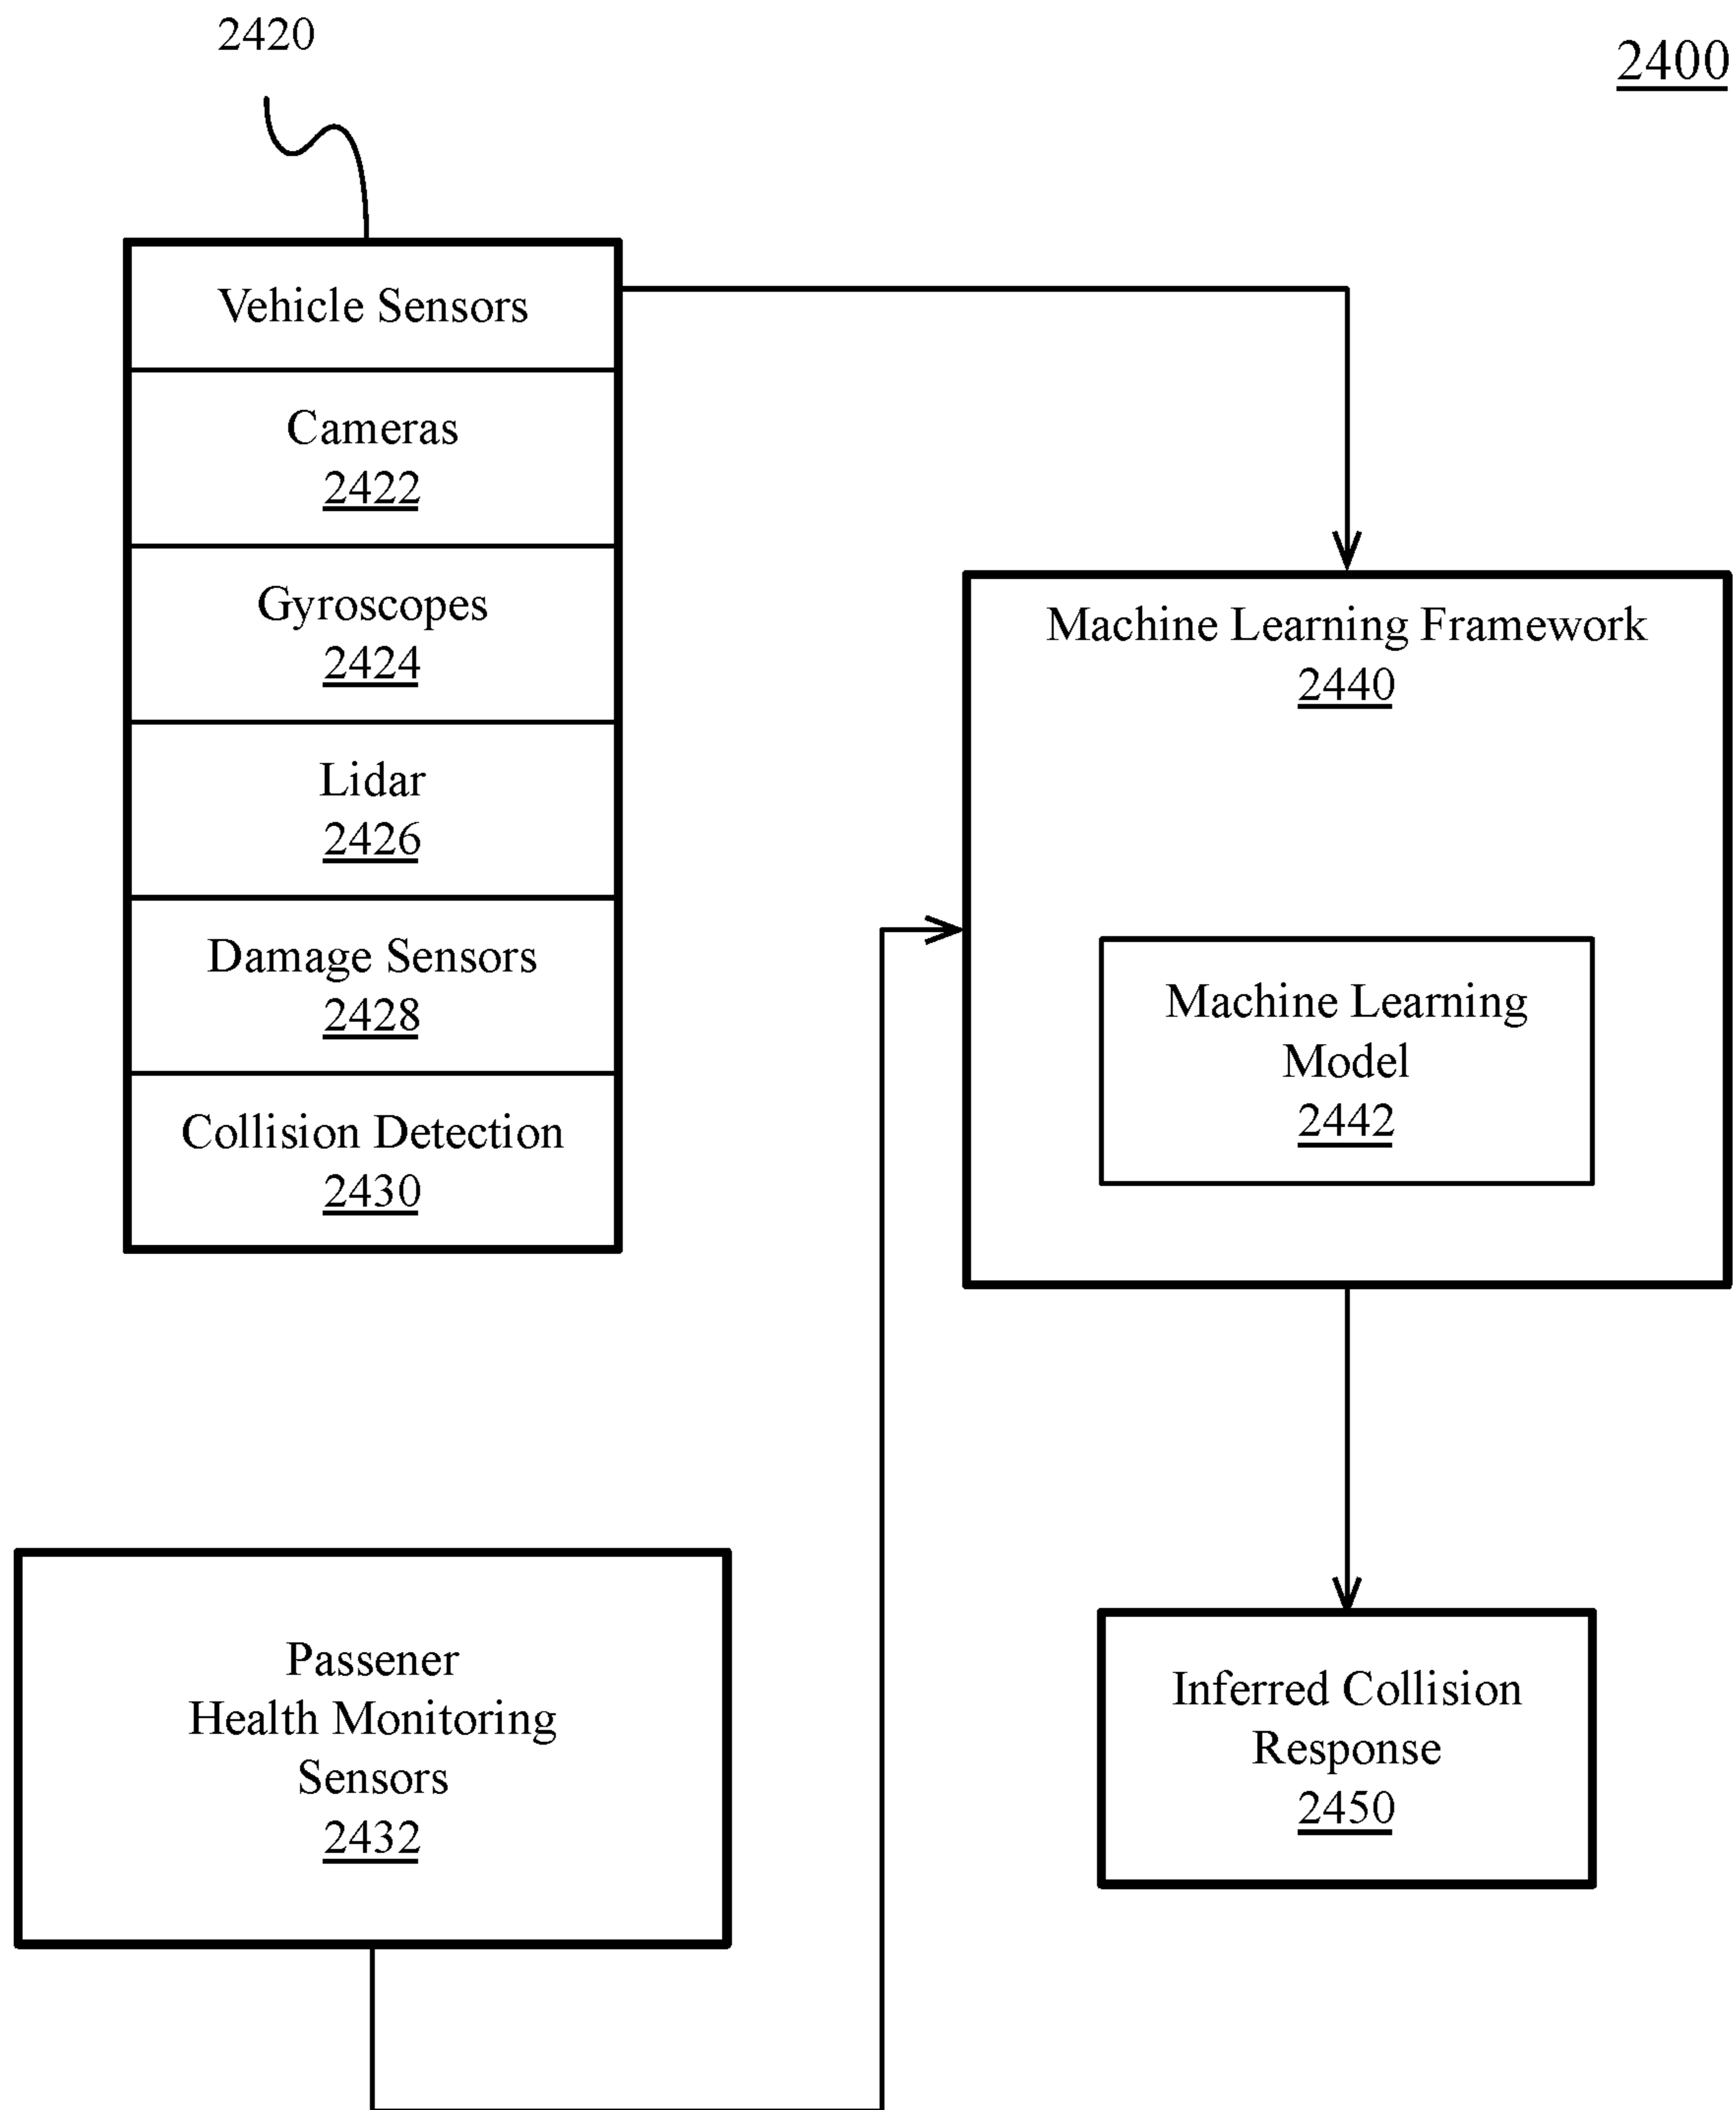 2420
2400
Vehicle Sensors
Cameras
2422
Gyroscopes
2424
Lidar
2426
Damage Sensors
2428
Collision Detection
2430
Machine Learning Framework
2440
Machine Learning
Model
2442
Passener
Health Monitoring
Sensors
2432
Inferred Collision
Response
2450